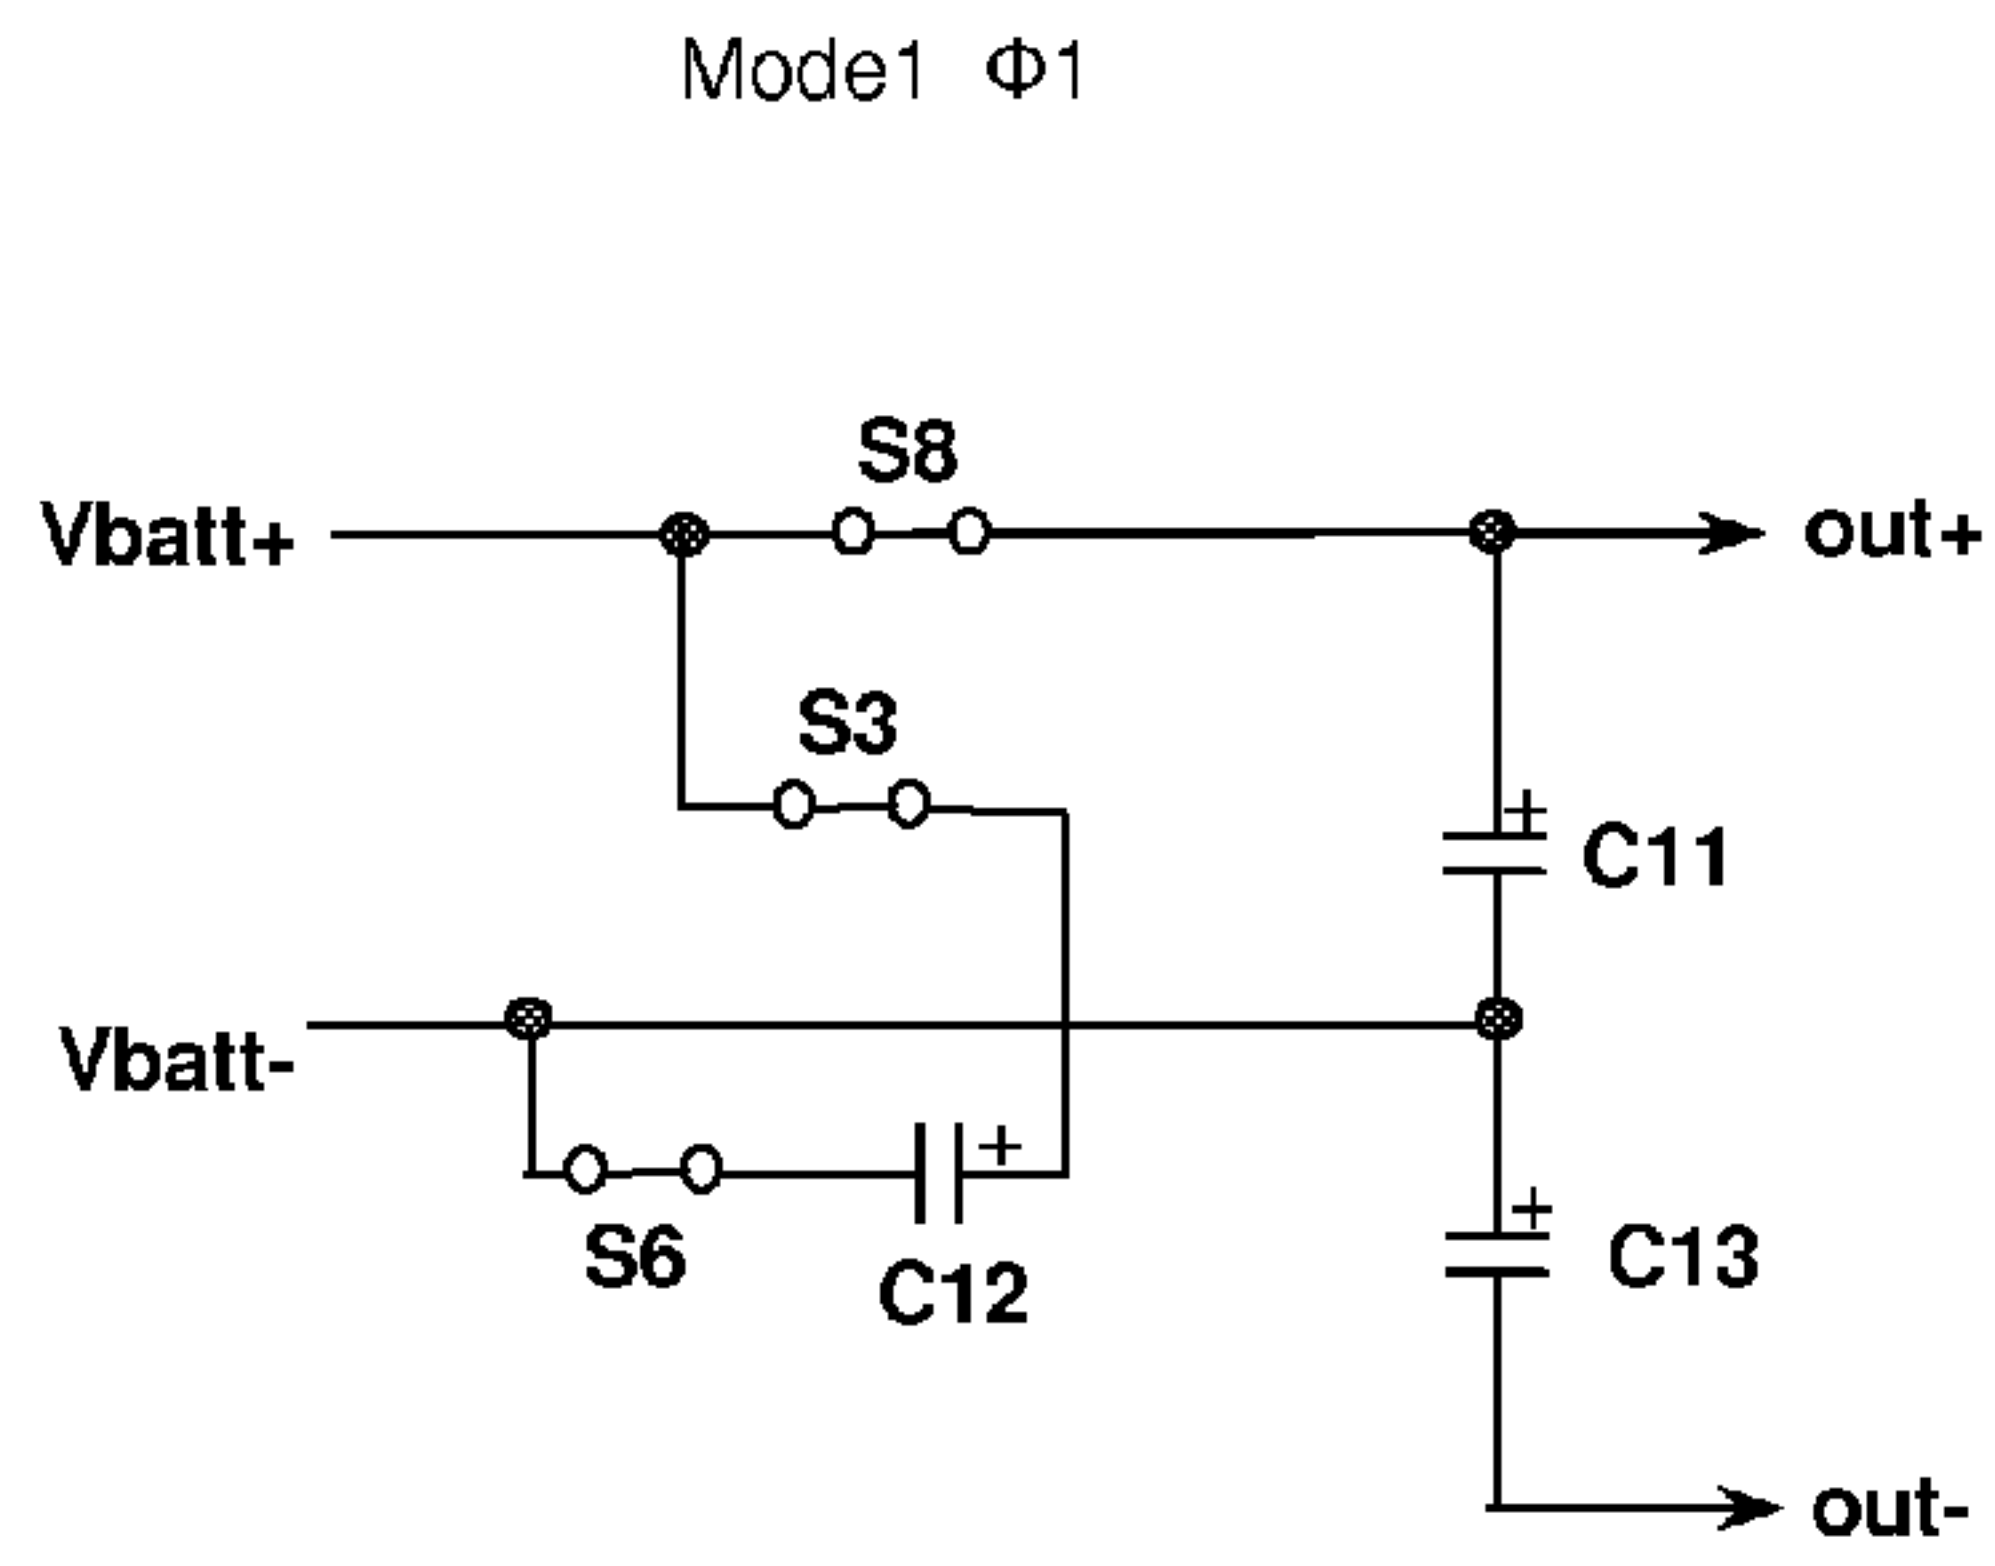 Mode1 Φ1
S8
Vbatt+
out+
S3
+
C11
Vbatt-
+
+
S6
C12
C13
out-